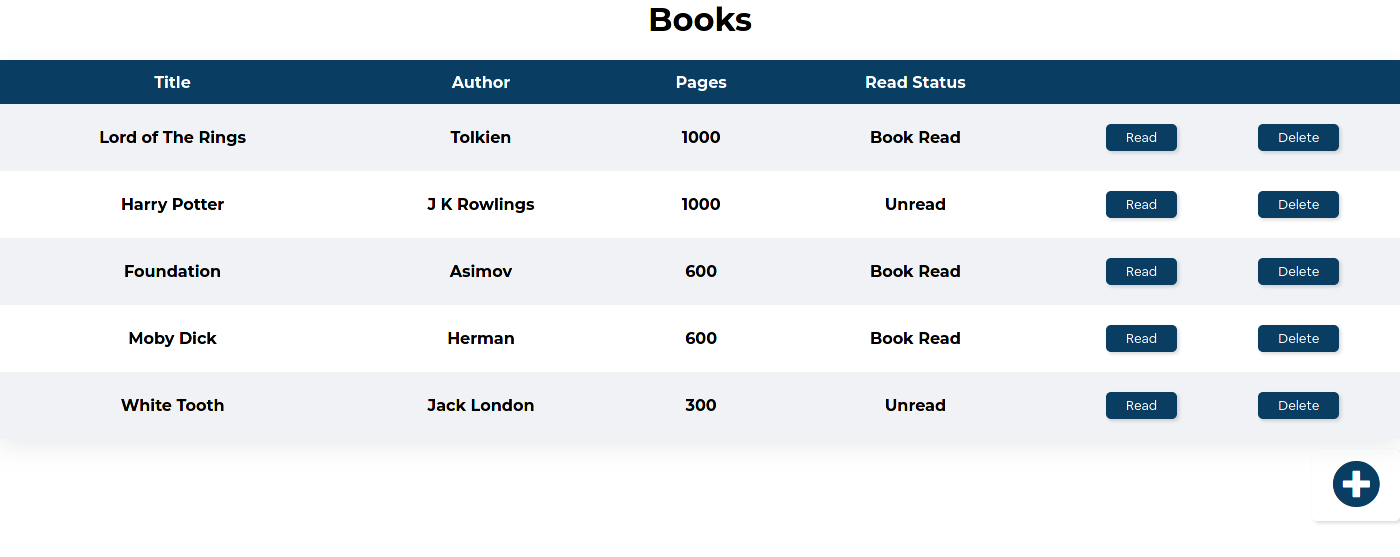 Books
Title Author Pages Read Status
Lord of The Rings Tolkien 1000 Book Read Read Delete
Harry Potter J K Rowlings 1000 Unread Read Delete
Foundation Asimov 600 Book Read Read Delete
Moby Dick Herman 600 Book Read Read Delete
White Tooth Jack London 300 Unread Read Delete